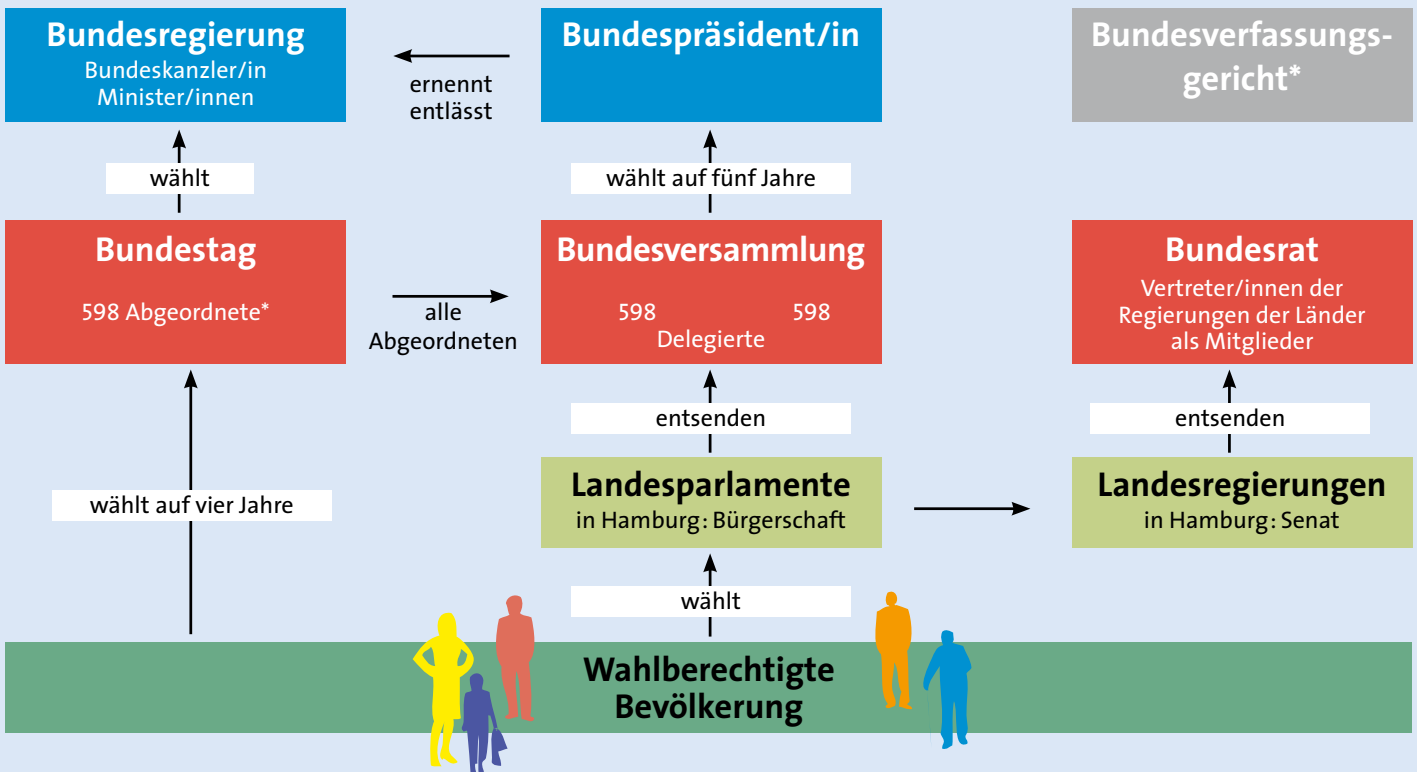 Bundesregierung
Bundeskanzler/in
Minister/innen
ernennt
entlässt
Bundespräsident/in
Bundesverfassungs-
gericht*
wählt
wählt auf fünf Jahre
Bundestag
598 Abgeordnete*
alle
Abgeordneten
Bundesversammlung
598 598
Delegierte
Bundesrat
Vertreter/innen der
Regierungen der Länder
als Mitglieder
entsenden
entsenden
wählt auf vier Jahre
Landesparlamente
in Hamburg: Bürgerschaft
Landesregierungen
in Hamburg: Senat
wählt
Wahlberechtigte
Bevölkerung